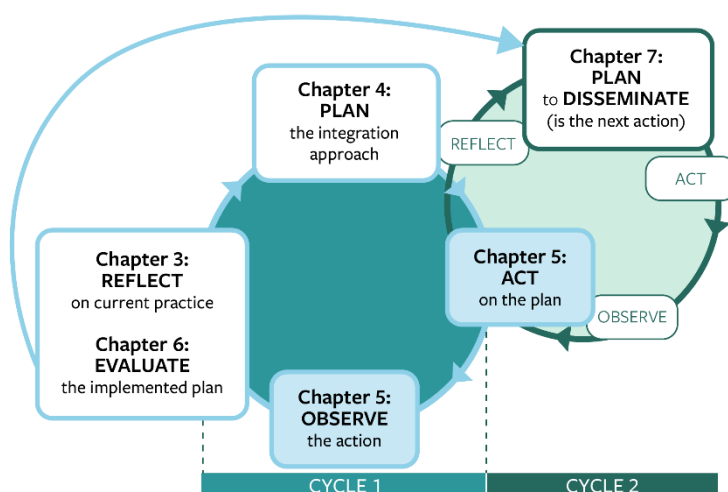 Chapter 7:
PLAN
to DISSEMINATE
(is the next action)
Chapter 4:
PLAN
the integration
approach
REFLECT
ACT
Chapter 3:
REFLECT
on current practice
Chapter 6:
EVALUATE
the implemented plan
Chapter 5:
ACT
on the plan
OBSERVE
Chapter 5:
OBSERVE
the action
CYCLE 1
CYCLE 2